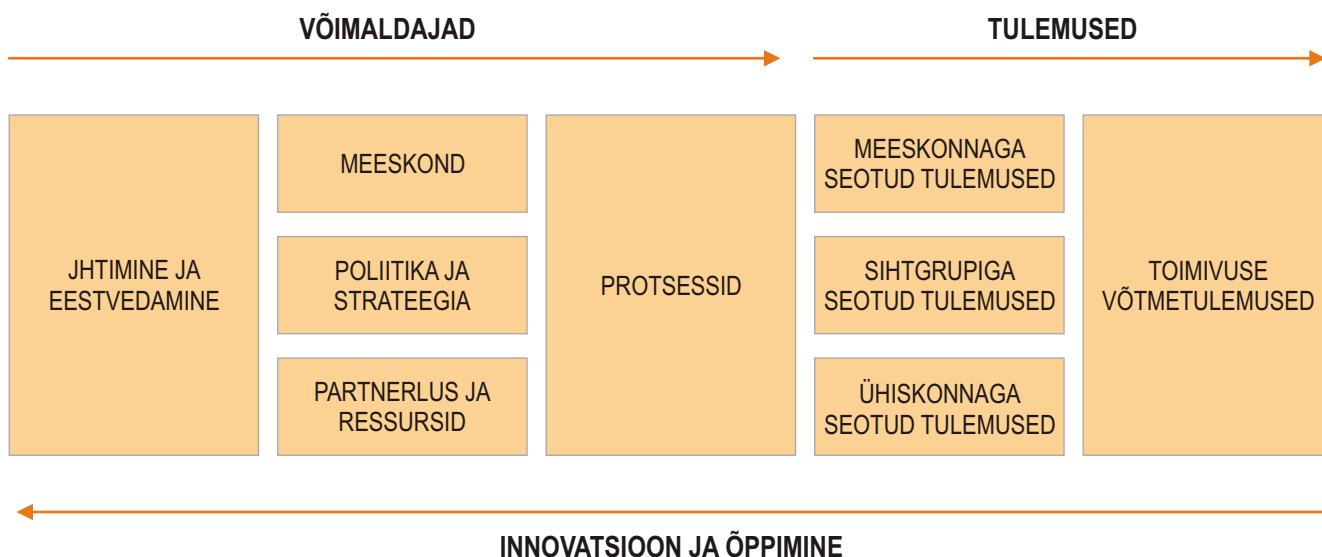 VÕIMALDAJAD
TULEMUSED
JHTIMINE JA
EESTVEDAMINE
MEESKOND
POLIITIKA JA
STRATEEGIA
PARTNERLUS JA
RESSURSID
PROTSESSID
MEESKONNAGA
SEOTUD TULEMUSED
SIHTGRUPIGA
SEOTUD TULEMUSED
ÜHISKONNAGA
SEOTUD TULEMUSED
TOIMIVUSE
VÕTMETULEMUSED
INNOVATSIOON JA ÕPPIMINE